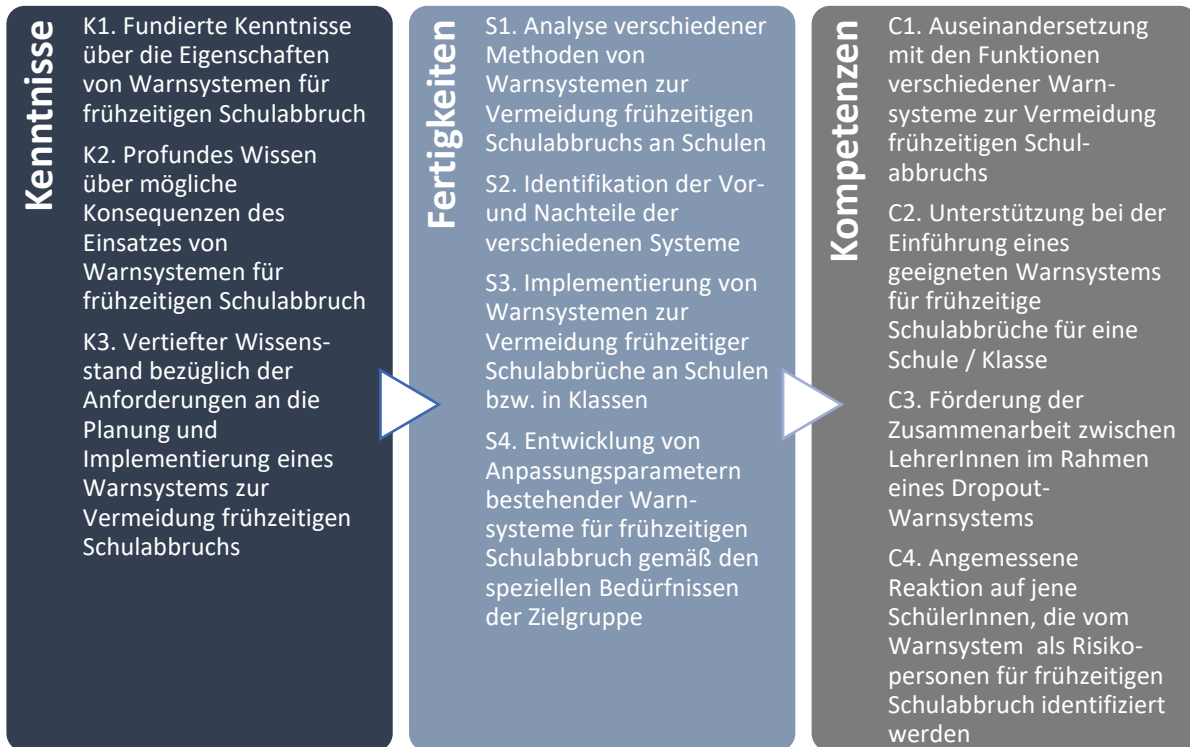 Kenntnisse
K1. Fundierte Kenntnisse
über die Eigenschaften
von Warnsystemen für
frühzeitigen Schulabbruch
K2. Profundes Wissen
über mögliche
Konsequenzen des
Einsatzes von
Warnsystemen für
frühzeitigen Schulabbruch
K3. Vertiefter Wissens-
stand bezüglich der
Anforderungen an die
Planung und
Implementierung eines
Warnsystems zur
Vermeidung frühzeitigen
Schulabbruchs
Fertigkeiten
S1. Analyse verschiedener
Methoden von
Warnsystemen zur
Vermeidung frühzeitigen
Schulabbruchs an Schulen
S2. Identifikation der Vor-
und Nachteile der
verschiedenen Systeme
S3. Implementierung von
Warnsystemen zur
Vermeidung frühzeitiger
Schulabbrüche an Schulen
bzw. in Klassen
S4. Entwicklung von
Anpassungsparametern
bestehender Warn-
systeme für frühzeitigen
Schulabbruch gemäß den
speziellen Bedürfnissen
der Zielgruppe
Kompetenzen
C1. Auseinandersetzung
mit den Funktionen
verschiedener Warn-
systeme zur Vermeidung
frühzeitigen Schul-
abbruchs
C2. Unterstützung bei der
Einführung eines
geeigneten Warnsystems
für frühzeitige
Schulabbrüche für eine
Schule / Klasse
C3. Förderung der
Zusammenarbeit zwischen
LehrerInnen im Rahmen
eines Dropout-
Warnsystems
C4. Angemessene
Reaktion auf jene
SchülerInnen, die vom
Warnsystem als Risiko-
personen für frühzeitigen
Schulabbruch identifiziert
werden